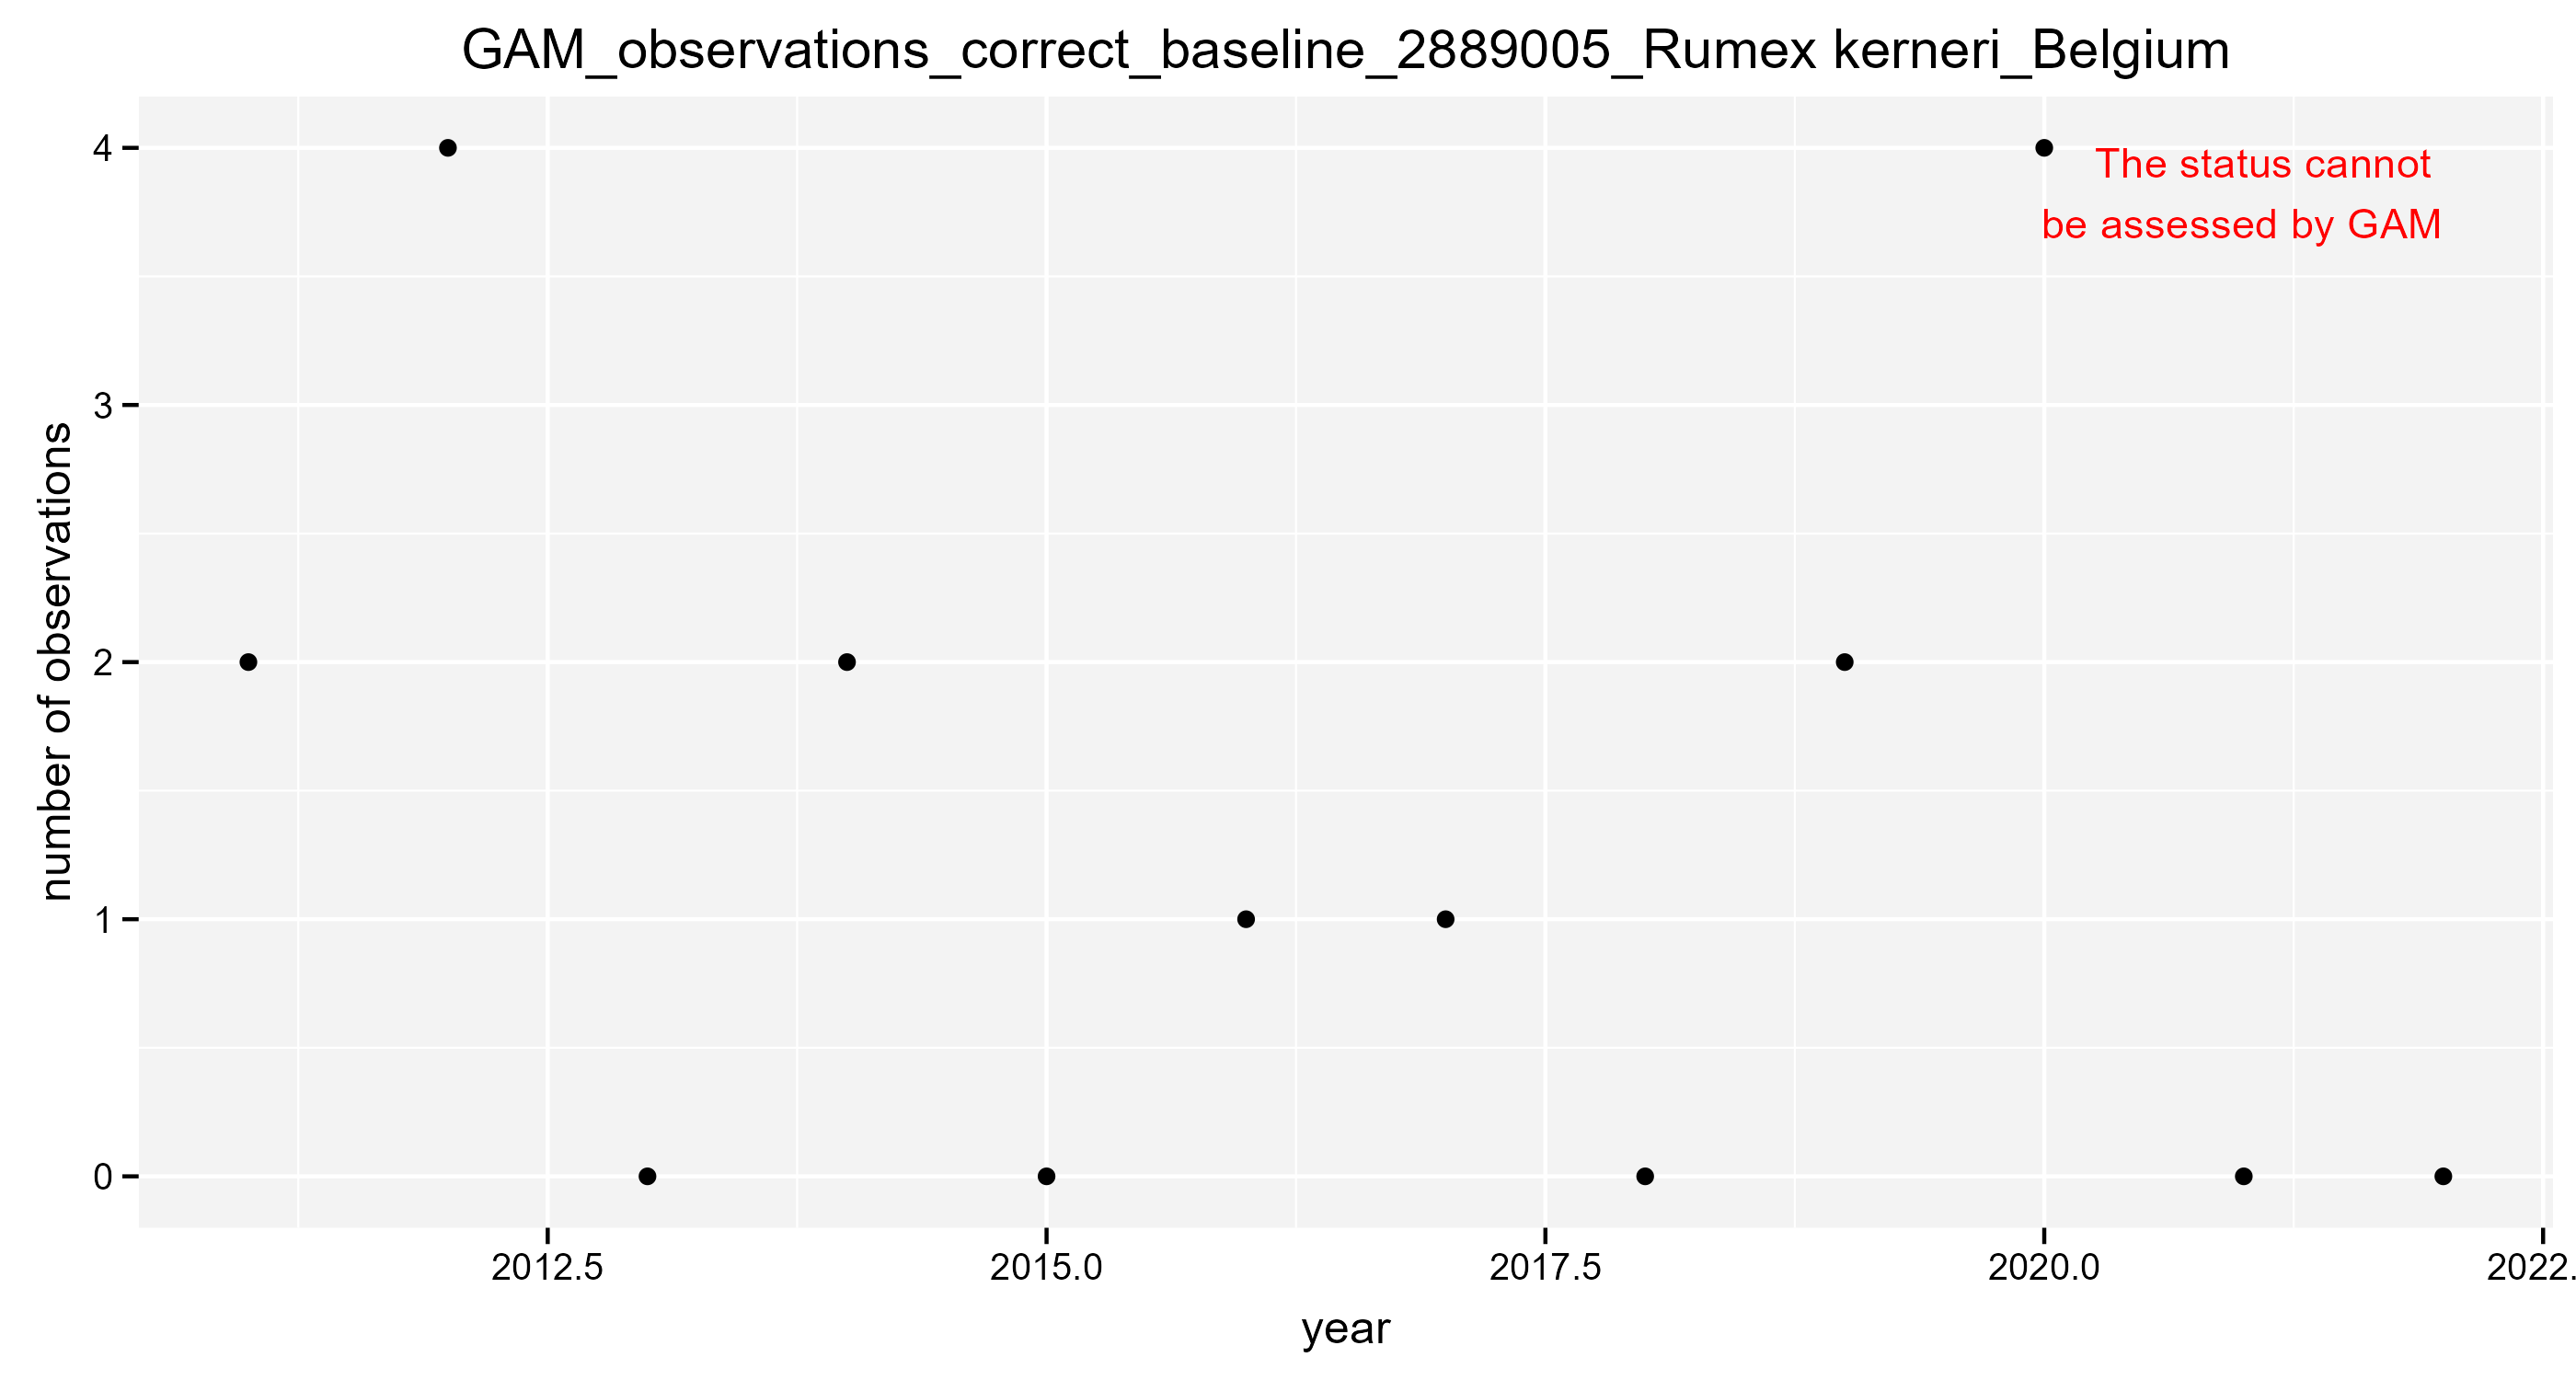 GAM_observations_correct_baseline_2889005_Rumex kerneri_Belgium
The status cannot
be assessed by GAM
number of observations
4
3
2
1
0
2012.5
2015.0
2017.5
2020.0
2022.
year